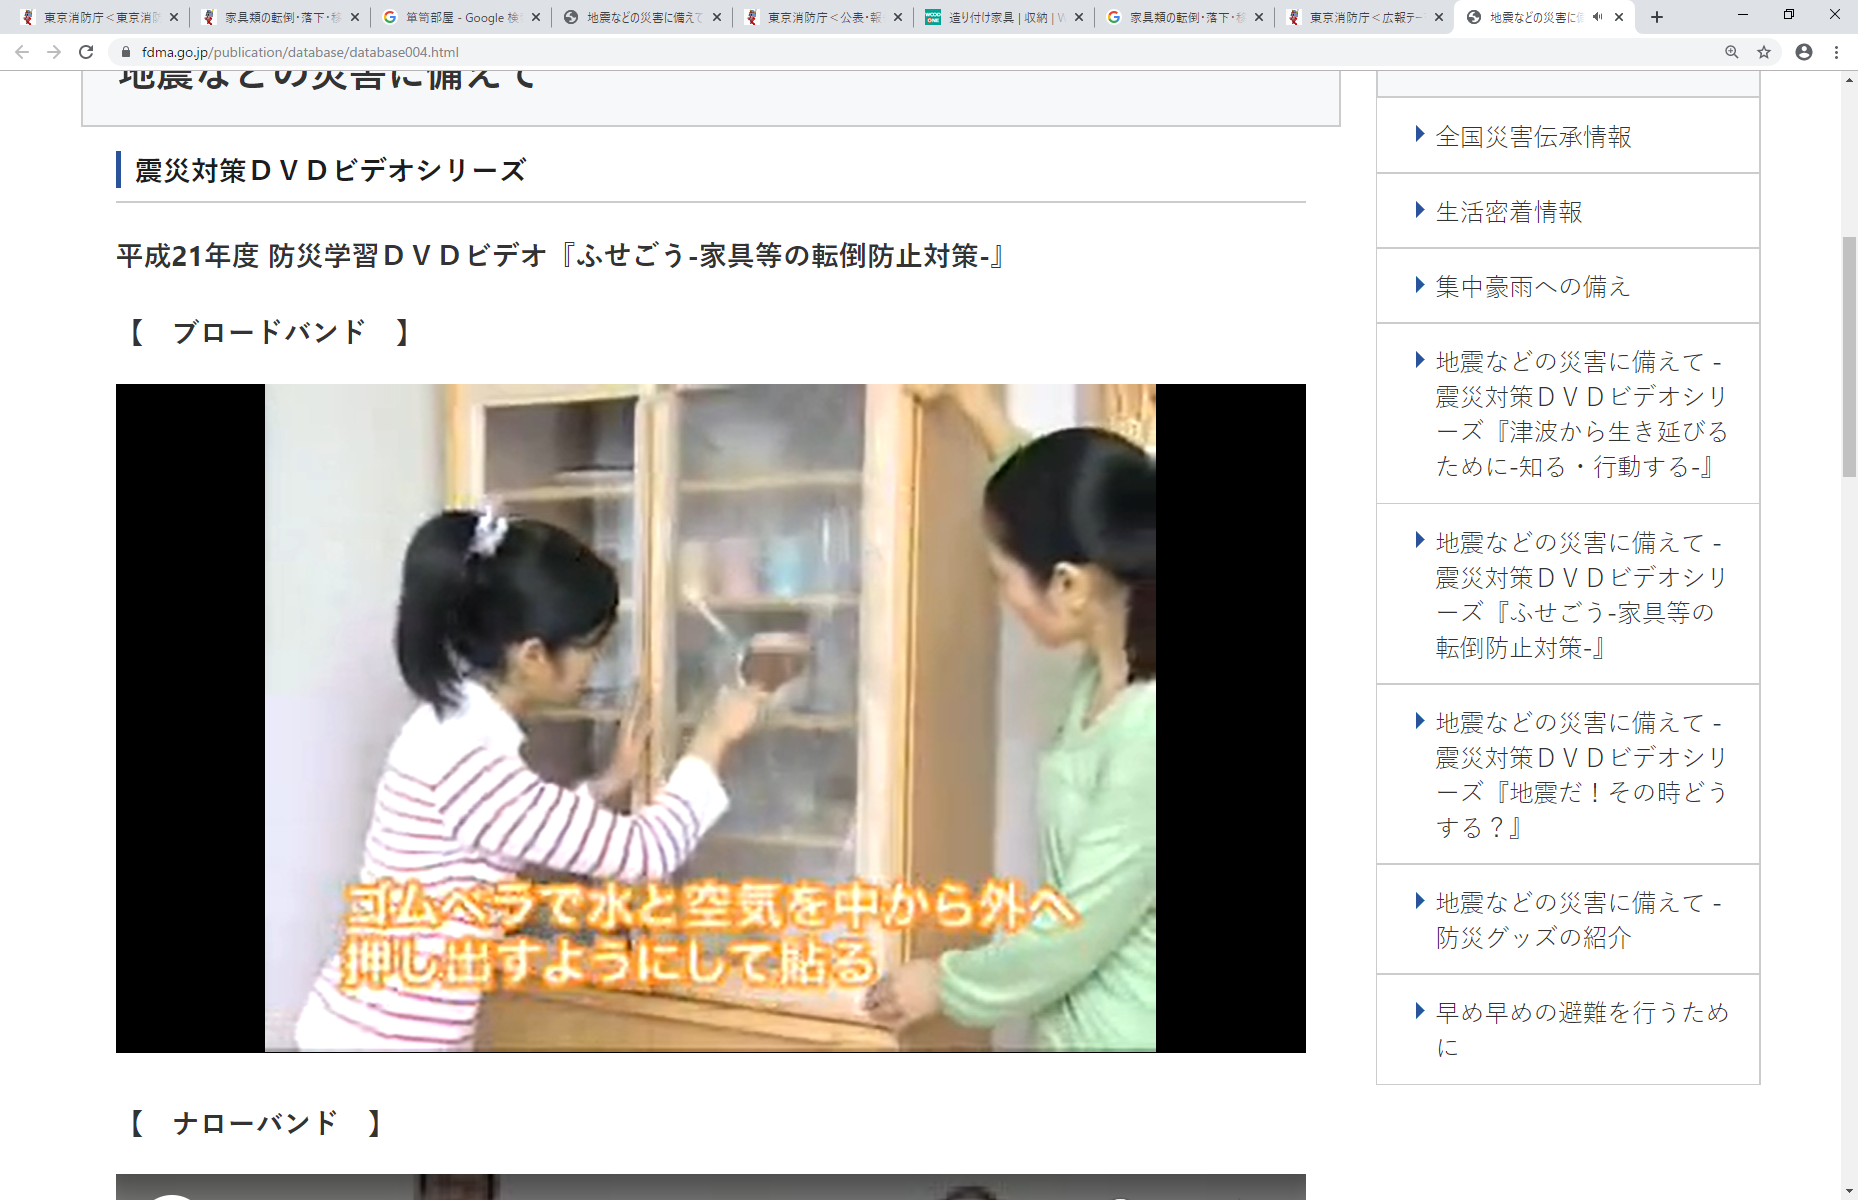 東京消防庁＜東京消防
家具類の転倒・落下・移
箪笥部屋 - Google 検
地震などの災害に備えて
東京消防庁＜公表・報
造り付け家具 | 収納 | W
家具類の転倒・落下・移
東京消防庁＜広報テー
地震などの災害に備
fdma.go.jp/publication/database/database004.html
地震などの災害に備えて
震災対策ＤＶＤビデオシリーズ
平成21年度 防災学習ＤＶＤビデオ『ふせごう-家具等の転倒防止対策-』
【　ブロードバンド　】
ゴムベラで水と空気を中から外へ
押し出すようにして貼る
【　ナローバンド　】
全国災害伝承情報
生活密着情報
集中豪雨への備え
地震などの災害に備えて -
震災対策ＤＶＤビデオシリ
ーズ『津波から生き延びる
ために-知る・行動する-』
地震などの災害に備えて -
震災対策ＤＶＤビデオシリ
ーズ『ふせごう-家具等の
転倒防止対策-』
地震などの災害に備えて -
震災対策ＤＶＤビデオシリ
ーズ『地震だ！その時どう
する？』
地震などの災害に備えて -
防災グッズの紹介
早め早めの避難を行うため
に